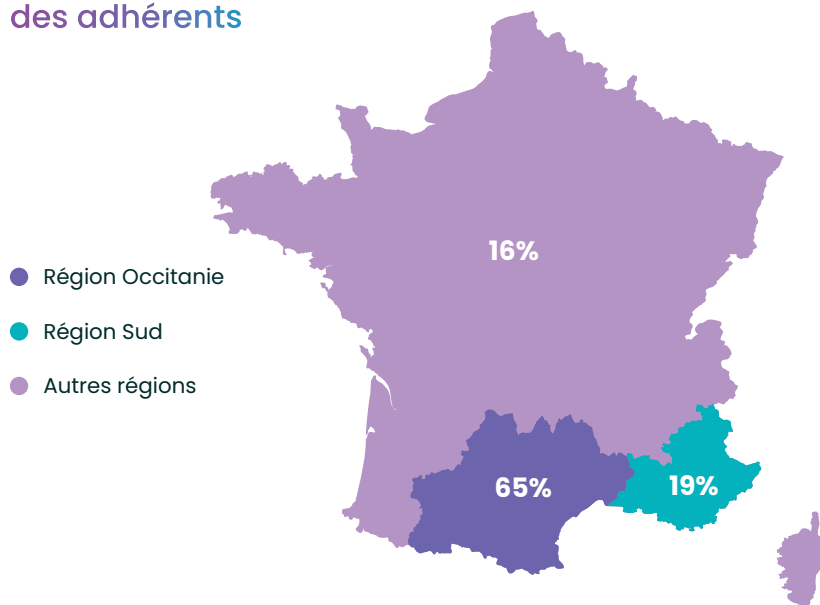 des adhérents
16%
Région Occitanie
Région Sud
Autres régions
65%
19%